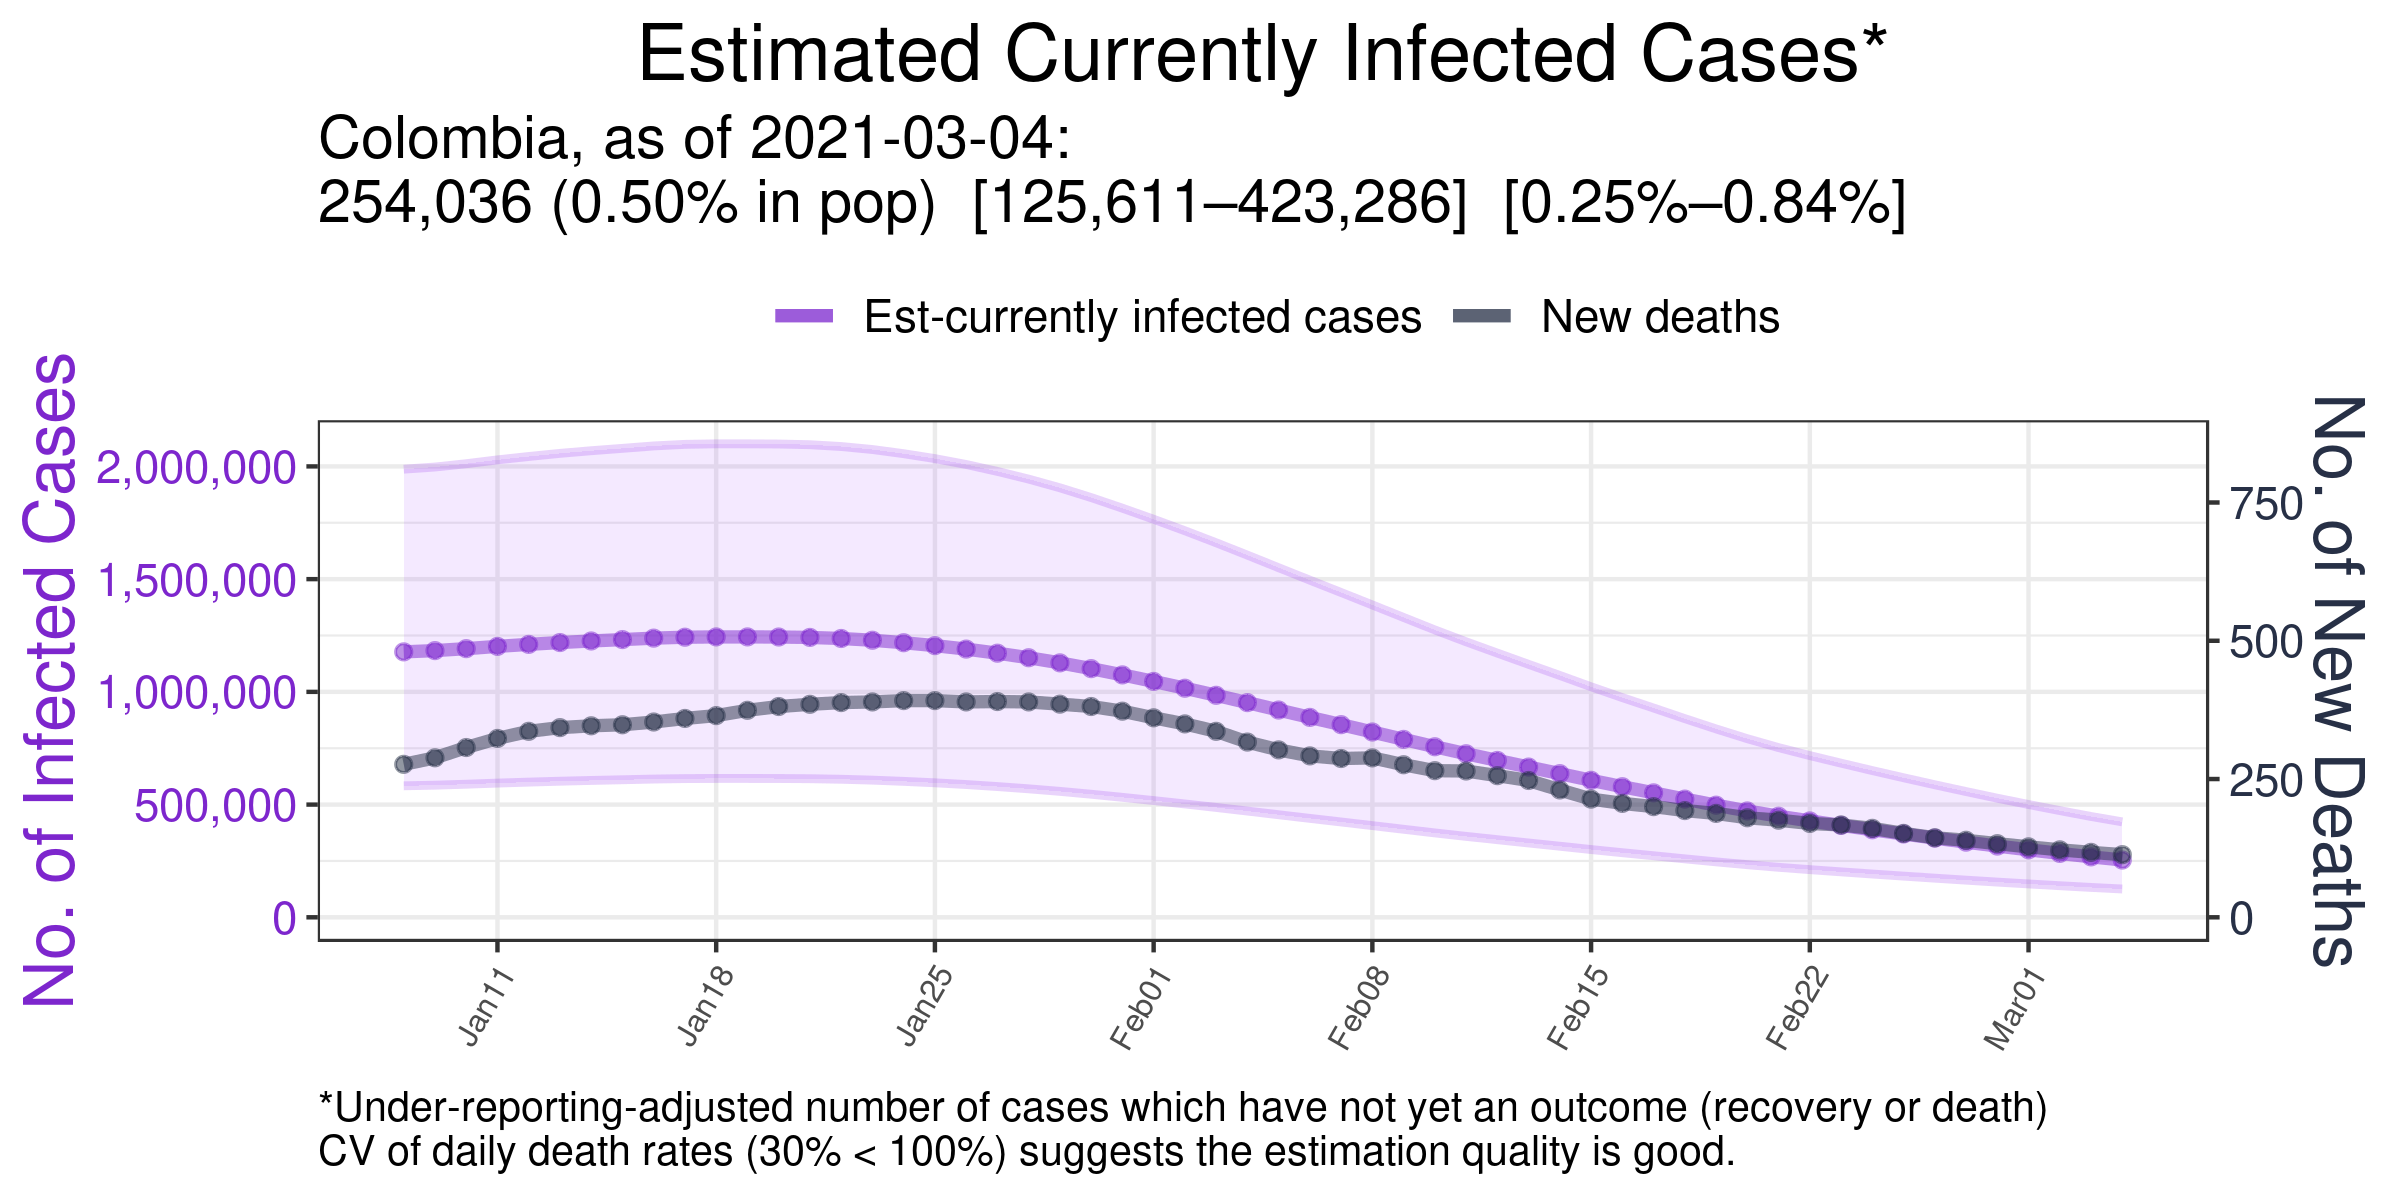 Estimated Currently Infected Cases*
Colombia, as of 2021-03-04:
254,036 (0.50% in pop) [125,611–423,286] [0.25%–0.84%]
Est-currently infected cases
New deaths
No. of Infected Cases
2,000,000
1,500,000
1,000,000
500,000
0
No. of New Deaths
750
500
250
0
Jan11
Jan18
Jan25
Feb01
Feb08
Feb15
Feb22
Mar01
*Under-reporting-adjusted number of cases which have not yet an outcome (recovery or death)
CV of daily death rates (30% < 100%) suggests the estimation quality is good.